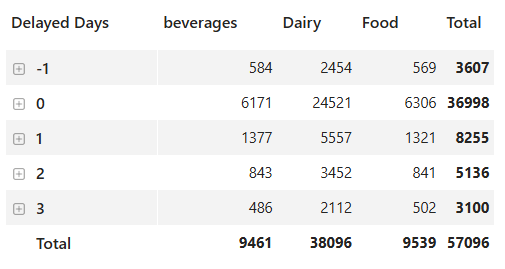 Delayed Days beverages Dairy Food Total
-1 584 2454 569 3607
0 6171 24521 6306 36998
1 1377 5557 1321 8255
2 843 3452 841 5136
3 486 2112 502 3100
Total 9461 38096 9539 57096